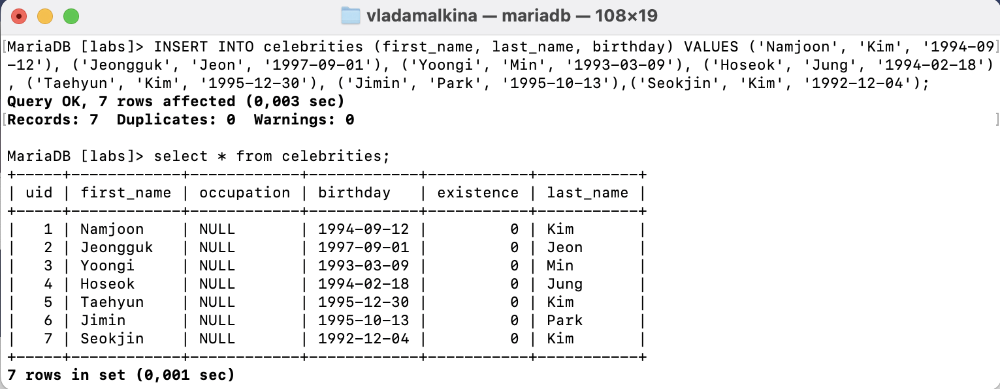 vladamalkina — mariadb — 108×19
[MariaDB [labs]> INSERT INTO celebrities (first_name, last_name, birthday) VALUES ('Namjoon', 'Kim', '1994-09]
-12'), ('Jeongguk', 'Jeon', '1997-09-01'), ('Yoongi', 'Min', '1993-03-09'), ('Hoseok', 'Jung', '1994-02-18')
, ('Taehyun', 'Kim', '1995-12-30'), ('Jimin', 'Park', '1995-10-13'),('Seokjin', 'Kim', '1992-12-04');
Query OK, 7 rows affected (0,003 sec)
[Records: 7  Duplicates: 0  Warnings: 0 ]
MariaDB [labs]> select * from celebrities;
+------+------------+------------+------------+-----------+-----------+
| uid | first_name | occupation | birthday   | existence | last_name |
+------+------------+------------+------------+-----------+-----------+
|   1 | Namjoon    | NULL       | 1994-09-12 |         0 | Kim       |
|   2 | Jeongguk   | NULL       | 1997-09-01 |         0 | Jeon      |
|   3 | Yoongi     | NULL       | 1993-03-09 |         0 | Min       |
|   4 | Hoseok     | NULL       | 1994-02-18 |         0 | Jung      |
|   5 | Taehyun    | NULL       | 1995-12-30 |         0 | Kim       |
|   6 | Jimin      | NULL       | 1995-10-13 |         0 | Park      |
|   7 | Seokjin    | NULL       | 1992-12-04 |         0 | Kim       |
+------+------------+------------+------------+-----------+-----------+
7 rows in set (0,001 sec)